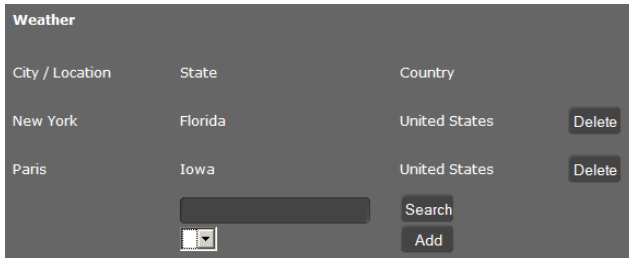 Weather
City / Location State Country
New York Florida United States Delete
Paris Iowa United States Delete
Search
Add